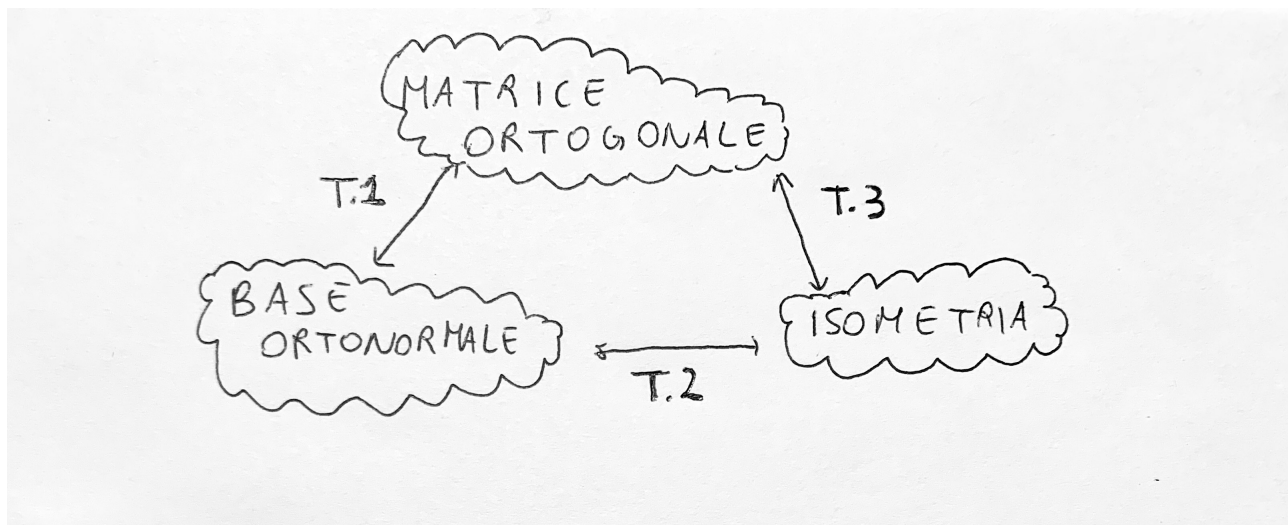 MATRICE
ORTOGONALE
T.1
T.3
BASE
ORTONORMALE
ISOMETRIA
T.2